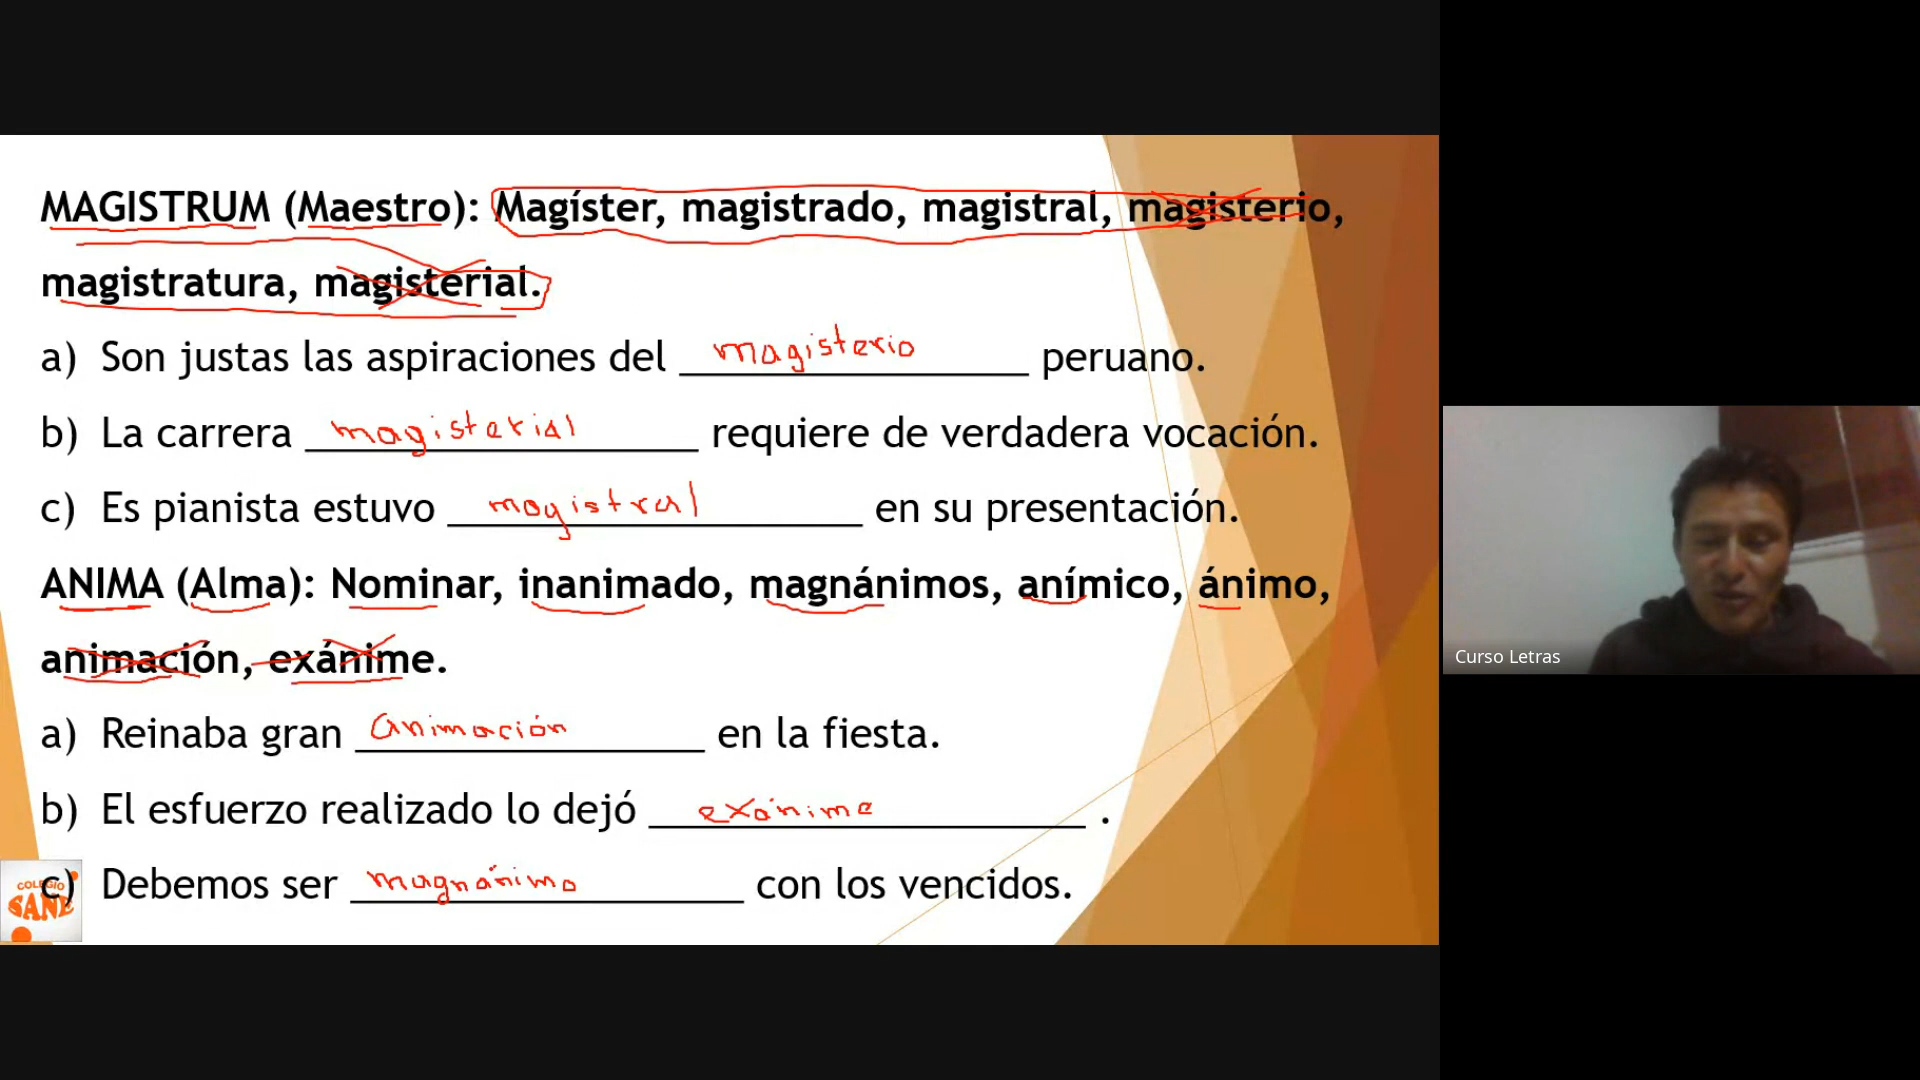 MAGISTRUM (Maestro): Magíster, magistrado, magistral, magisterio,
magistratura, magisterial.
a) Son justas las aspiraciones del magisterio peruano.
b) La carrera magisterial requiere de verdadera vocación.
c) Es pianista estuvo magistral en su presentación.
ANIMA (Alma): Nominar, inanimado, magnánimos, anímico, ánimo,
animación, exánime.
a) Reinaba gran animación en la fiesta.
b) El esfuerzo realizado lo dejó exánime .
c) Debemos ser magnánimo con los vencidos.
COLEGIO
SANE
Curso Letras